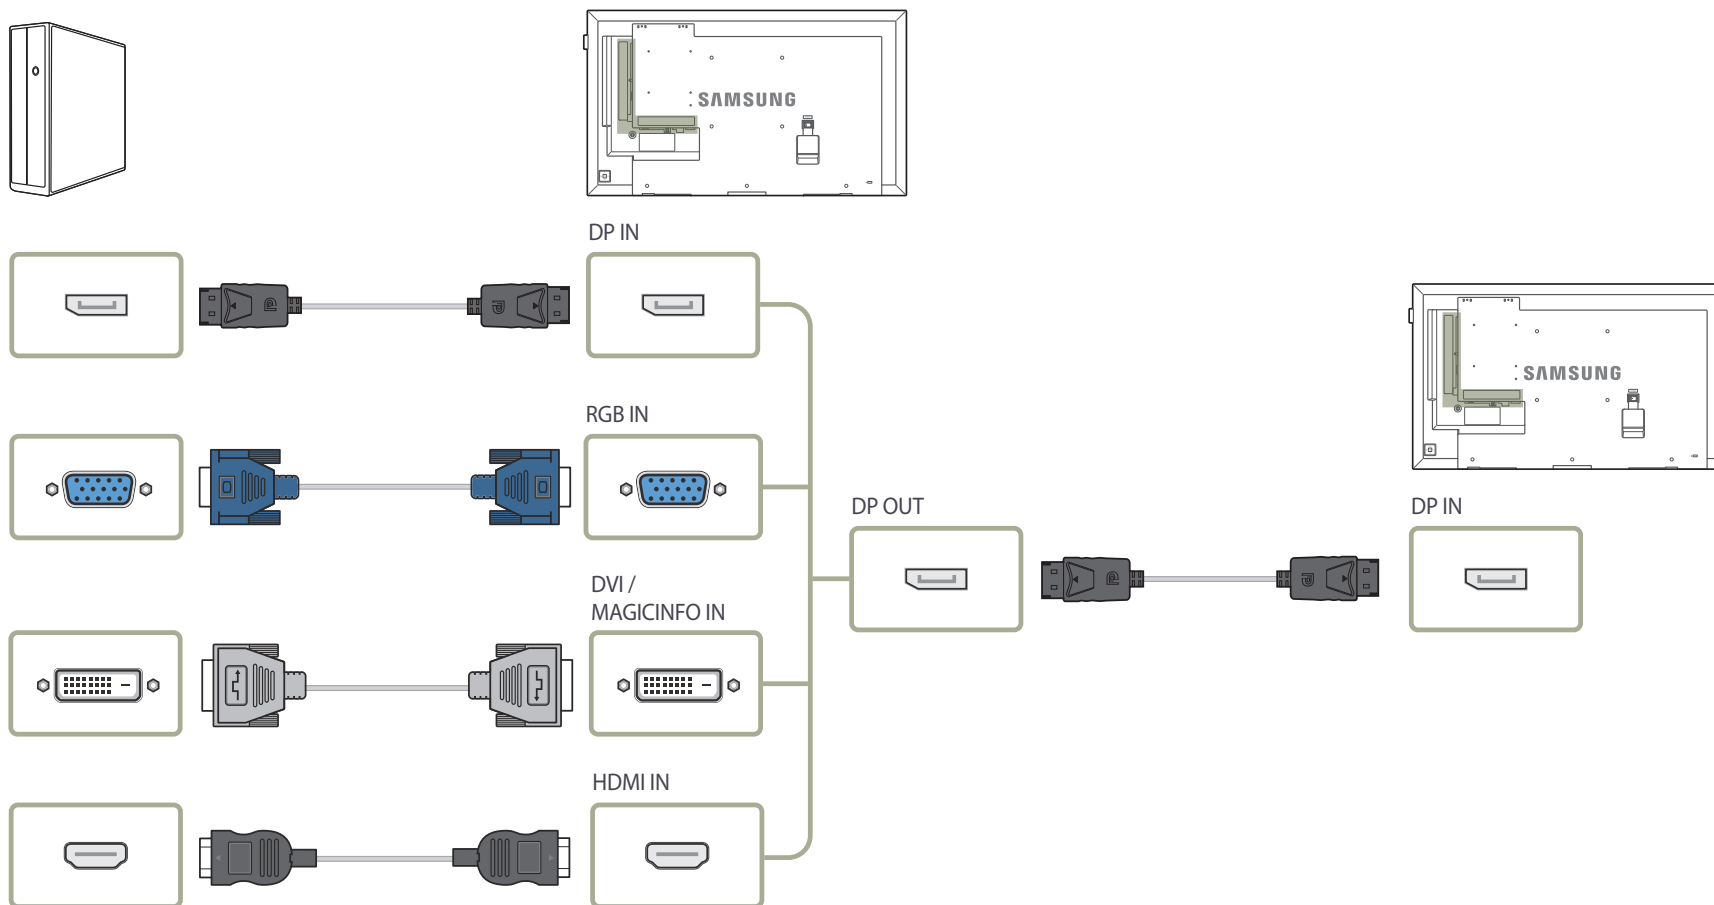 SAMSUNG
DP IN
SAMSUNG
RGB IN
DP OUT
DP IN
DVI /
MAGICINFO IN
HDMI IN